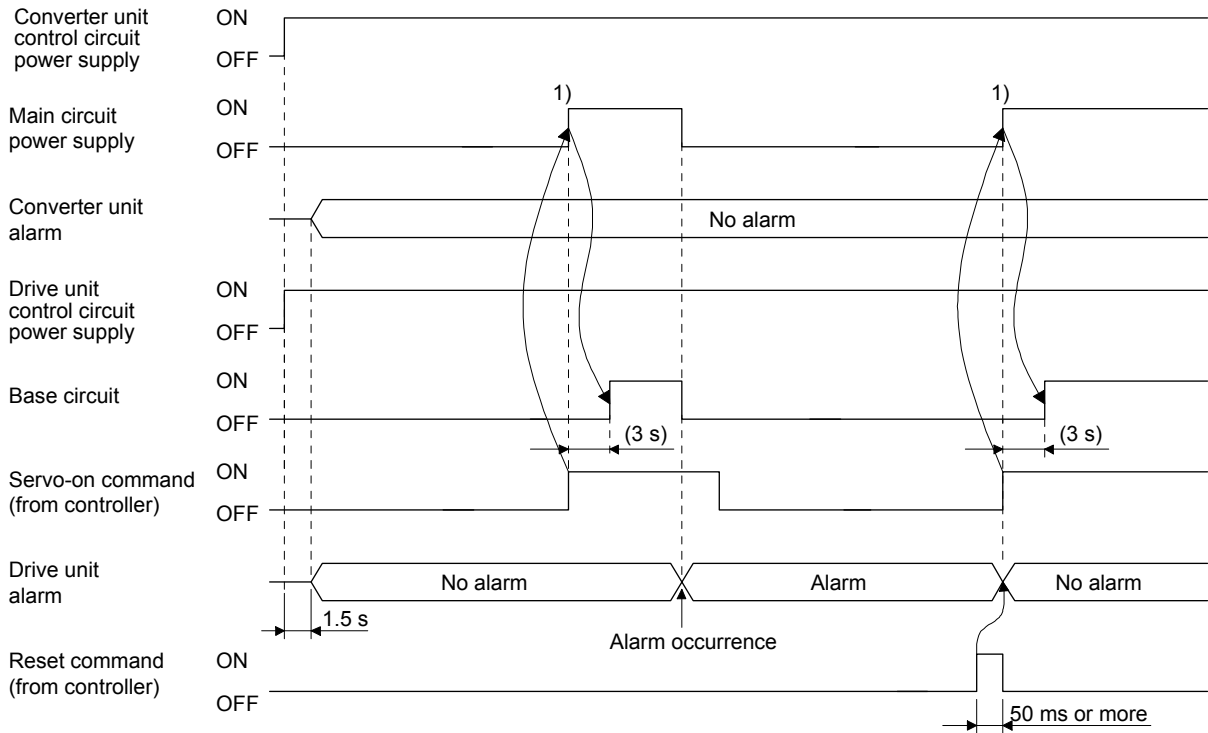 Converter unit
control circuit
power supply
ON
OFF
1)
1)
Main circuit
power supply
ON
OFF
Converter unit
alarm
No alarm
Drive unit
control circuit
power supply
ON
OFF
Base circuit
ON
OFF
(3 s)
(3 s)
Servo-on command
(from controller)
ON
OFF
Drive unit
alarm
No alarm
Alarm
No alarm
1.5 s
Alarm occurrence
Reset command
(from controller)
ON
OFF
50 ms or more